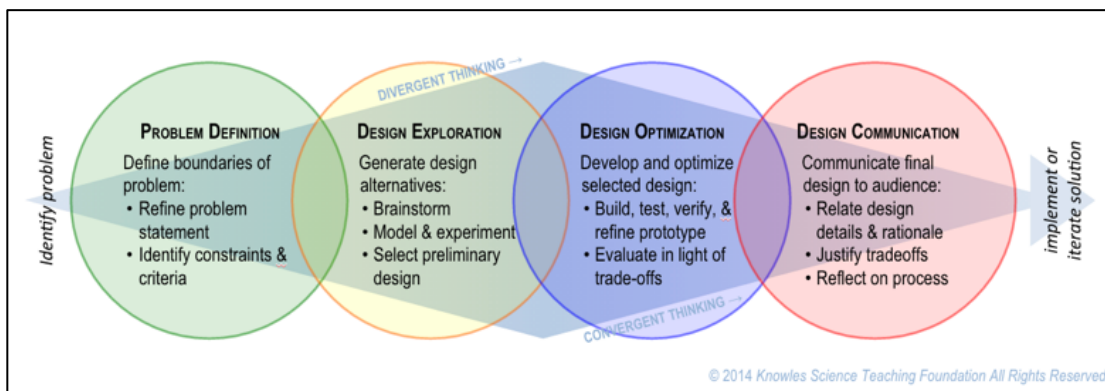 Identify problem
DIVERGENT THINKING →
PROBLEM DEFINITION
Define boundaries of
problem:
• Refine problem
statement
• Identify constraints &
criteria
DESIGN EXPLORATION
Generate design
alternatives:
• Brainstorm
• Model & experiment
• Select preliminary
design
DESIGN OPTIMIZATION
Develop and optimize
selected design:
• Build, test, verify, &
refine prototype
• Evaluate in light of
trade-offs
DESIGN COMMUNICATION
Communicate final
design to audience:
• Relate design
details & rationale
• Justify tradeoffs
• Reflect on process
CONVERGENT THINKING →
implement or
iterate solution
© 2014 Knowles Science Teaching Foundation All Rights Reserved